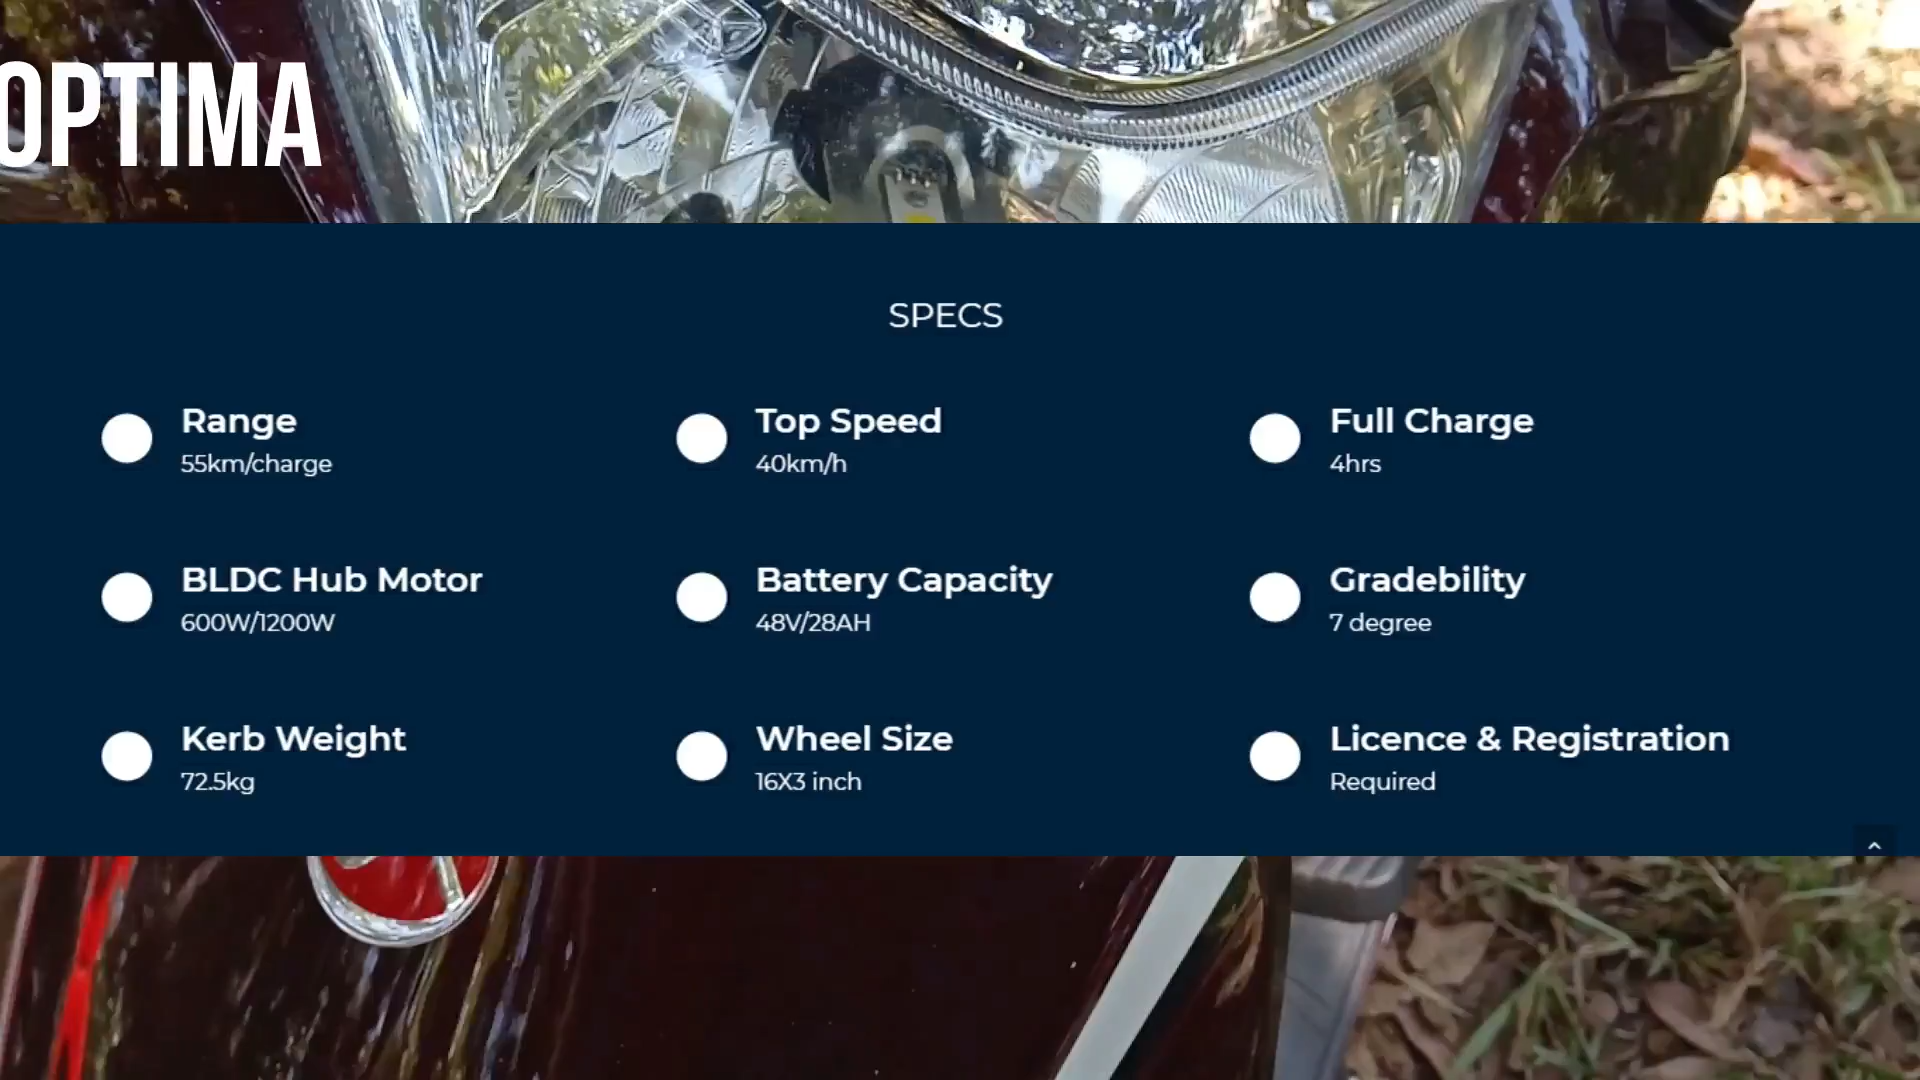 OPTIMA
SPECS
Range
55km/charge
Top Speed
40km/h
Full Charge
4hrs
BLDC Hub Motor
600W/1200W
Battery Capacity
48V/28AH
Gradebility
7 degree
Kerb Weight
72.5kg
Wheel Size
16X3 inch
Licence & Registration
Required